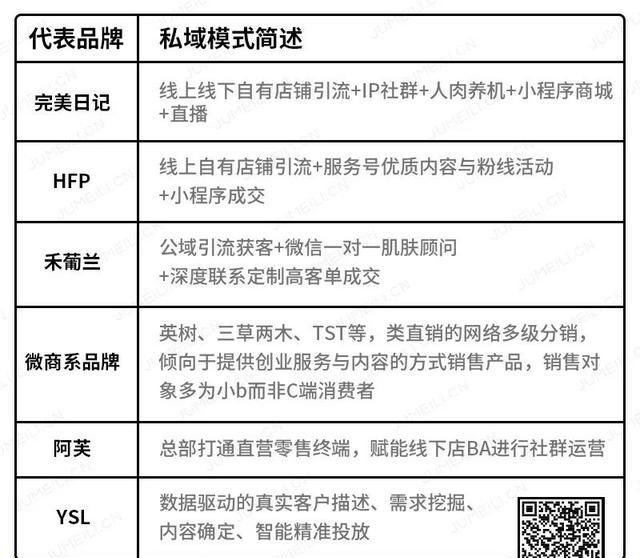 代表品牌
私域模式简述
完美日记
线上线下自有店铺引流+IP社群+人肉养机+小程序商城
+直播
HFP
线上自有店铺引流+服务号优质内容与粉线活动
+小程序成交
禾葡兰
公域引流获客+微信一对一肌肤顾问
+深度联系定制高客单成交
微商系品牌
英树、三草两木、TST等，类直销的网络多级分销，
倾向于提供创业服务与内容的方式销售产品，销售对
象多为小b而非C端消费者
阿芙
总部打通直营零售终端，赋能线下店BA进行社群运营
YSL
数据驱动的真实客户描述、需求挖掘、
内容确定、智能精准投放
JUMEILI.CN